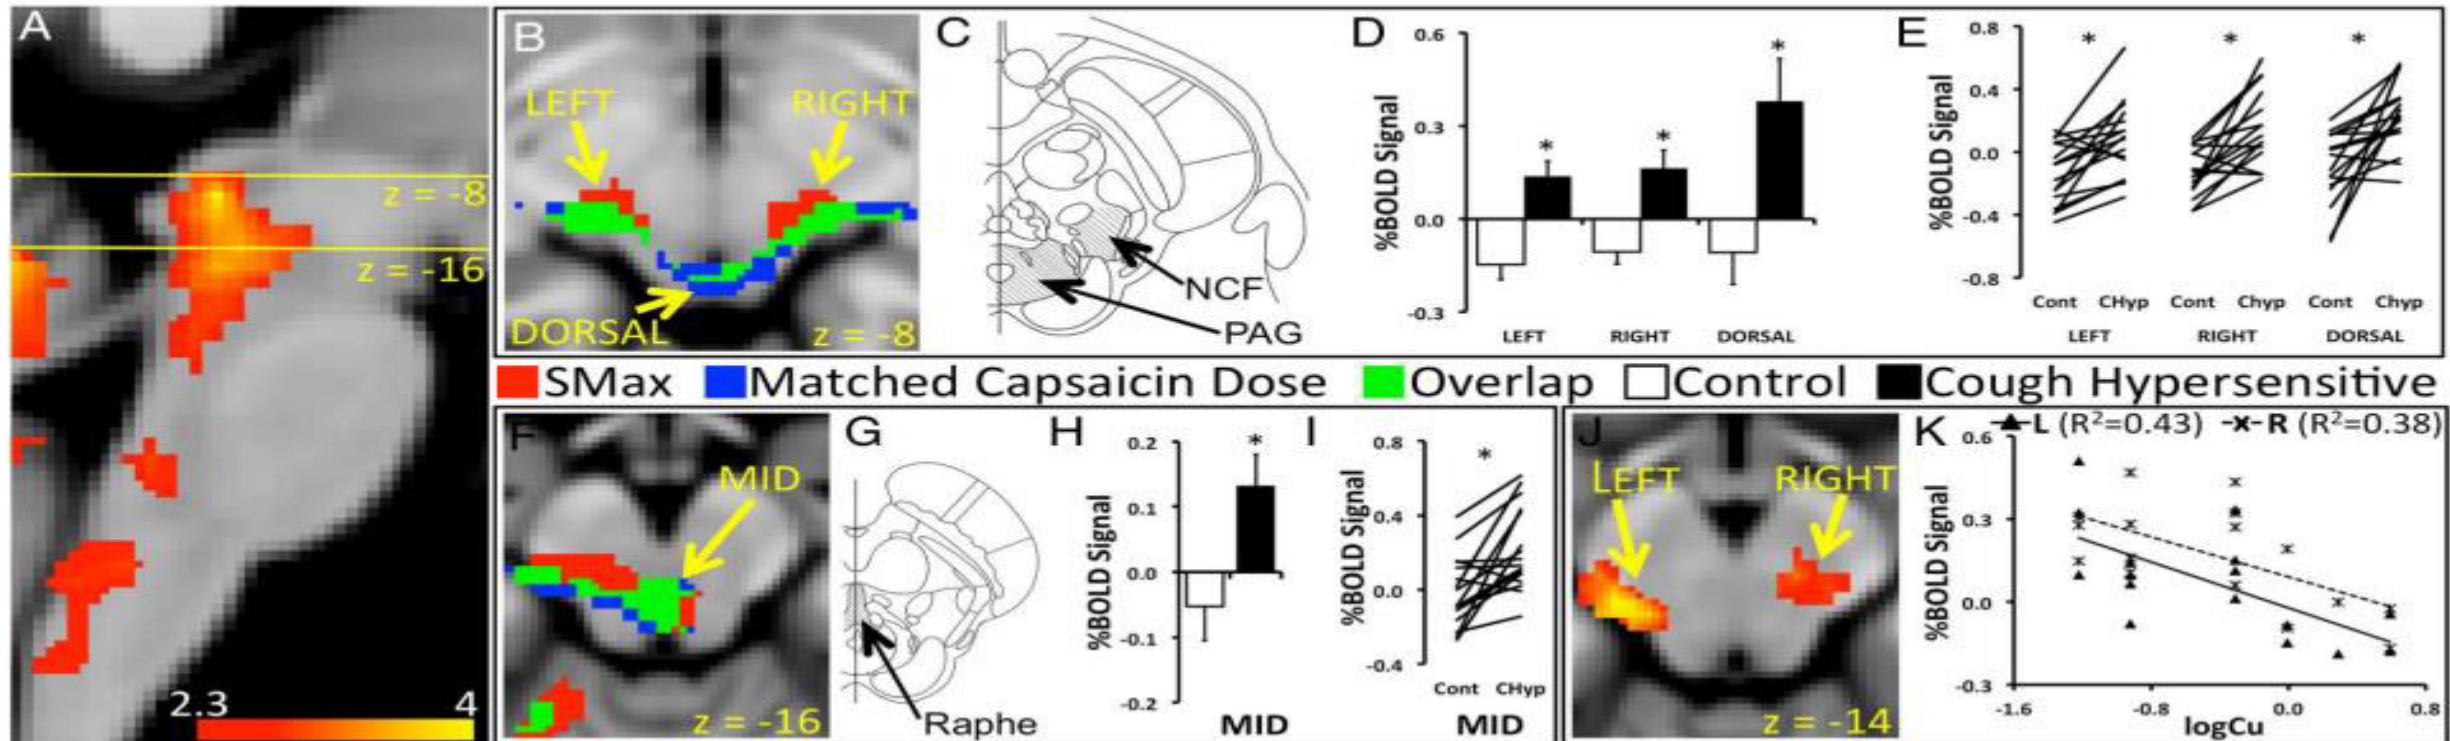 A
z = -8
z = -16
2.3
4
B
LEFT
RIGHT
DORSAL
z = -8
C
NCF
PAG
D
%BOLD Signal
0.6
*
0.3
*
*
0.0
-0.3
LEFT
RIGHT
DORSAL
E
%BOLD Signal
0.8
*
*
*
0.4
0.0
-0.4
-0.8
Cont CHyp Cont Chyp Cont Chyp
LEFT RIGHT DORSAL
SMax Matched Capsaicin Dose Overlap Control Cough Hypersensitive
F
MID
z = -16
G
Raphe
H
%BOLD Signal
0.2
*
0.1
0.0
-0.1
-0.2
MID
I
%BOLD Signal
0.8
*
0.4
0.0
-0.4
Cont CHyp
MID
J
LEFT
RIGHT
z = -14
K
L (R²=0.43) -x- R (R²=0.38)
%BOLD Signal
0.6
0.3
0.0
-0.3
-1.6 -0.8 0.0 0.8
logCu